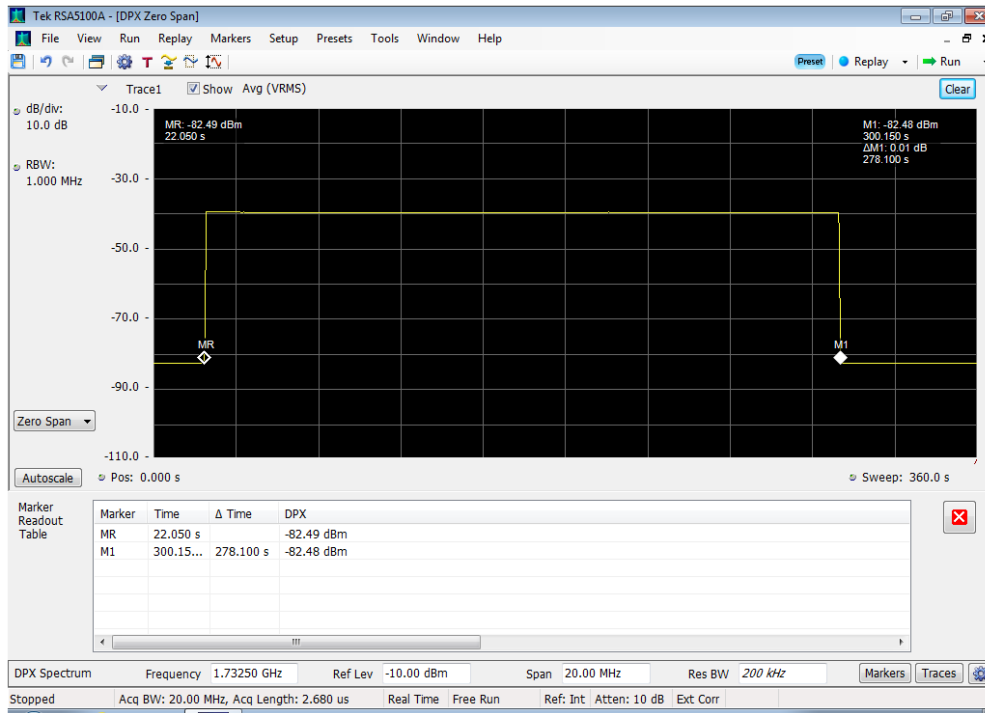 Tek RSA5100A - [DPX Zero Span]
File View Run Replay Markers Setup Presets Tools Window Help
T Preset Replay Run
Trace1 Show Avg (VRMS) Clear
dB/div:
10.0 dB
RBW:
1.000 MHz
-10.0
-30.0
-50.0
-70.0
-90.0
-110.0
MR: -82.49 dBm
22.050 s
M1: -82.48 dBm
300.150 s
ΔM1: 0.01 dB
278.100 s
MR
M1
Zero Span
Autoscale Pos: 0.000 s Sweep: 360.0 s
Marker
Readout
Table
Marker Time Δ Time DPX
MR 22.050 s -82.49 dBm
M1 300.15... 278.100 s -82.48 dBm
DPX Spectrum Frequency 1.73250 GHz Ref Lev -10.00 dBm Span 20.00 MHz Res BW 200 kHz Markers Traces
Stopped Acq BW: 20.00 MHz, Acq Length: 2.680 us Real Time Free Run Ref: Int Atten: 10 dB Ext Corr